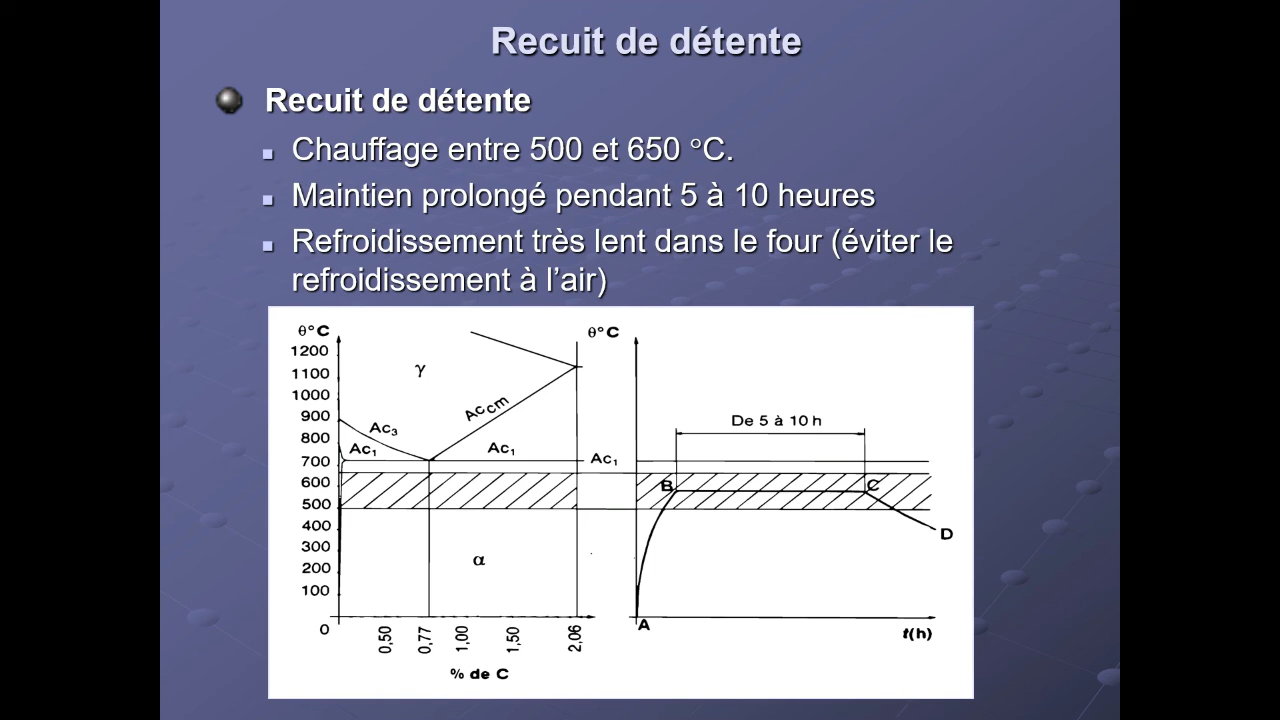 Recuit de détente
Recuit de détente
Chauffage entre 500 et 650 °C.
Maintien prolongé pendant 5 à 10 heures
Refroidissement très lent dans le four (éviter le
refroidissement à l’air)
θ°C
1200
1100
1000
900
800
700
600
500
400
300
200
100
0
γ
Ac3
Accm
Ac1
Ac1
α
0,50
0,77
1,00
1,50
2,06
% de C
θ°C
De 5 à 10 h
Ac1
B
C
D
A
t(h)